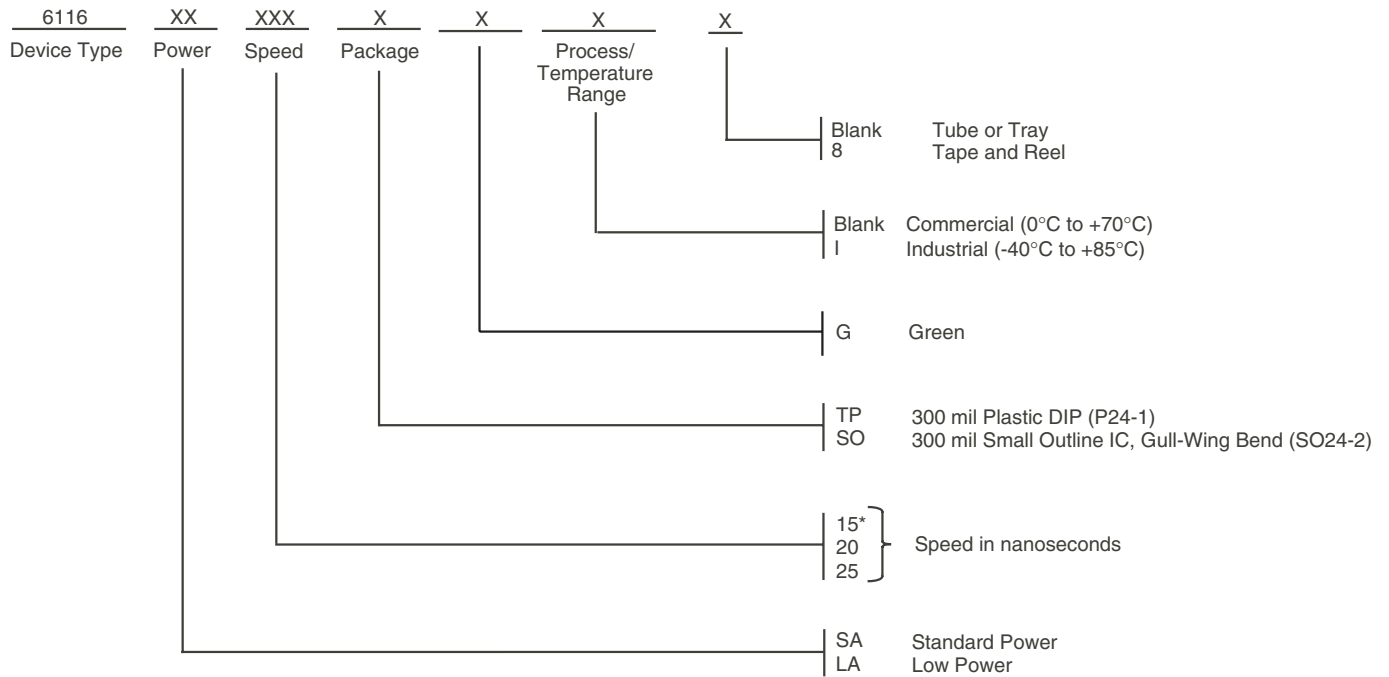 6116 XX XXX X X X X
Device Type Power Speed Package Process/
Temperature
Range
Blank Tube or Tray
8 Tape and Reel
Blank Commercial (0°C to +70°C)
I Industrial (-40°C to +85°C)
G Green
TP 300 mil Plastic DIP (P24-1)
SO 300 mil Small Outline IC, Gull-Wing Bend (SO24-2)
15*
20 Speed in nanoseconds
25
SA Standard Power
LA Low Power